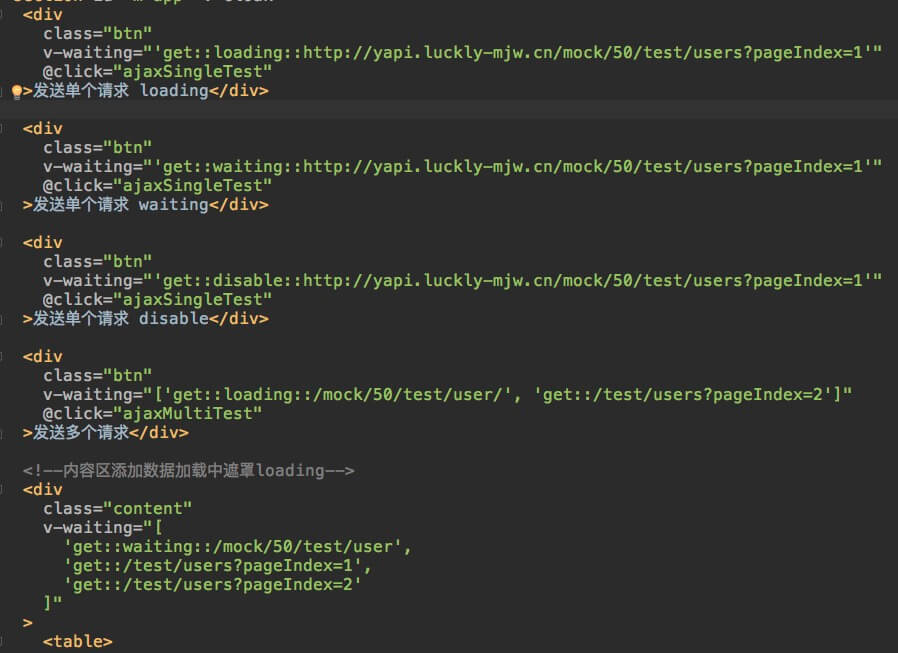 <div
class="btn"
v-waiting="'get::loading::http://yapi.luckly-mjw.cn/mock/50/test/users?pageIndex=1'"
@click="ajaxSingleTest"
>发送单个请求 loading</div>
<div
class="btn"
v-waiting="'get::waiting::http://yapi.luckly-mjw.cn/mock/50/test/users?pageIndex=1'"
@click="ajaxSingleTest"
>发送单个请求 waiting</div>
<div
class="btn"
v-waiting="'get::disable::http://yapi.luckly-mjw.cn/mock/50/test/users?pageIndex=1'"
@click="ajaxSingleTest"
>发送单个请求 disable</div>
<div
class="btn"
v-waiting="['get::loading::/mock/50/test/user/', 'get::/test/users?pageIndex=2']"
@click="ajaxMultiTest"
>发送多个请求</div>
<!--内容区添加数据加载中遮罩loading-->
<div
class="content"
v-waiting="[
'get::waiting::/mock/50/test/user',
'get::/test/users?pageIndex=1',
'get::/test/users?pageIndex=2'
]"
>
<table>